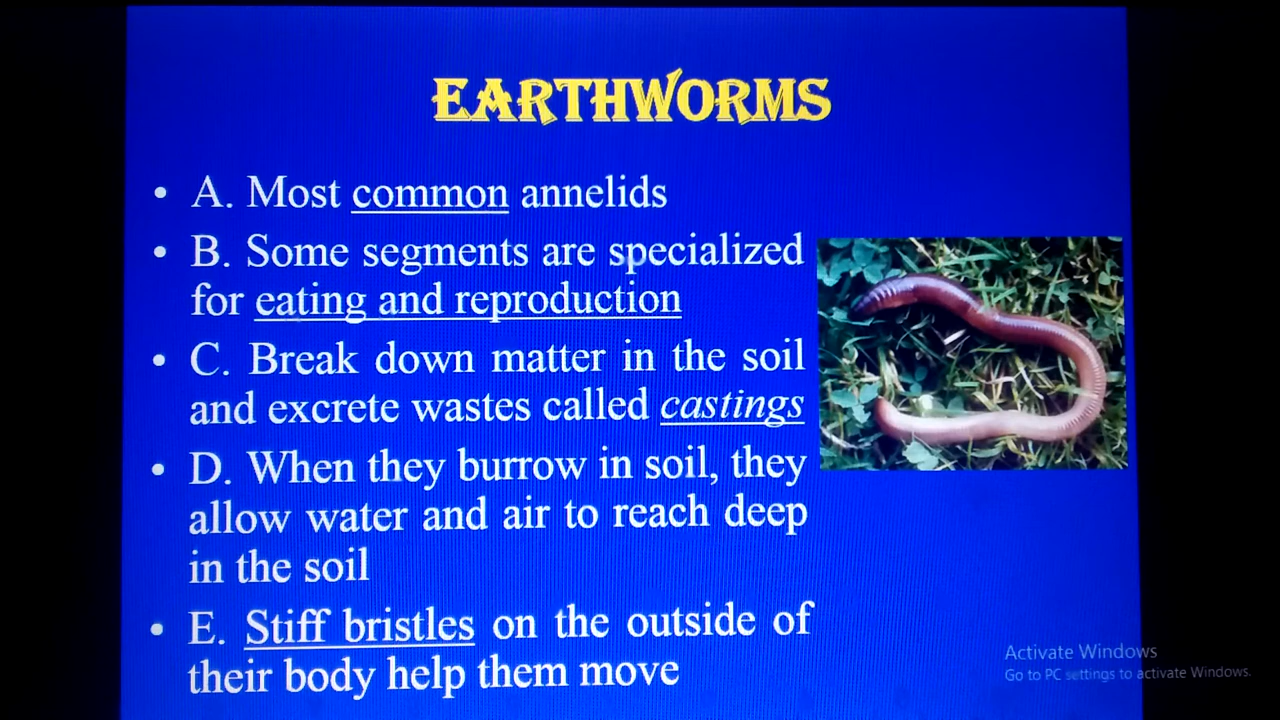 EARTHWORMS
• A. Most common annelids
• B. Some segments are specialized
for eating and reproduction
• C. Break down matter in the soil
and excrete wastes called castings
• D. When they burrow in soil, they
allow water and air to reach deep
in the soil
• E. Stiff bristles on the outside of
their body help them move
Activate Windows
Go to PC settings to activate Windows.